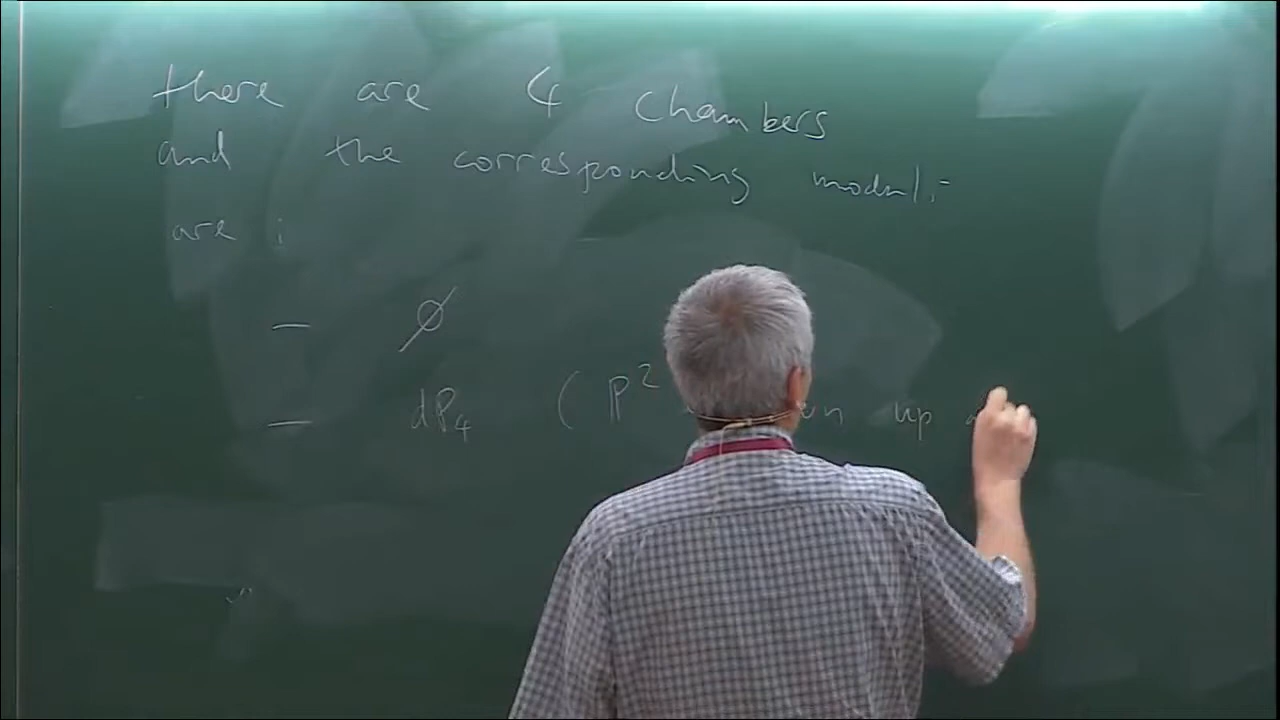 there are 4 chambers
and the corresponding moduli
are :
— ∅
— dP₄ ( ℙ² up